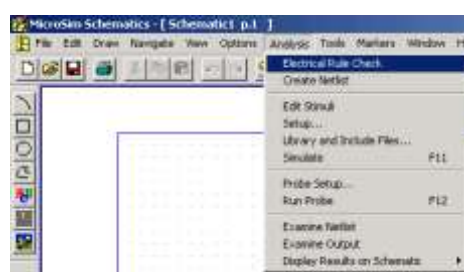 MicroSim Schematics - [ Schematic1 p.1 ]
File Edit Draw Navigate View Options Analysis Tools Markers Window H
Electrical Rule Check
Create Netlist
Edit Stimuli
Setup...
Library and Include Files...
Simulate F11
Probe Setup...
Run Probe F12
Examine Netlist
Examine Output
Display Results on Schematic